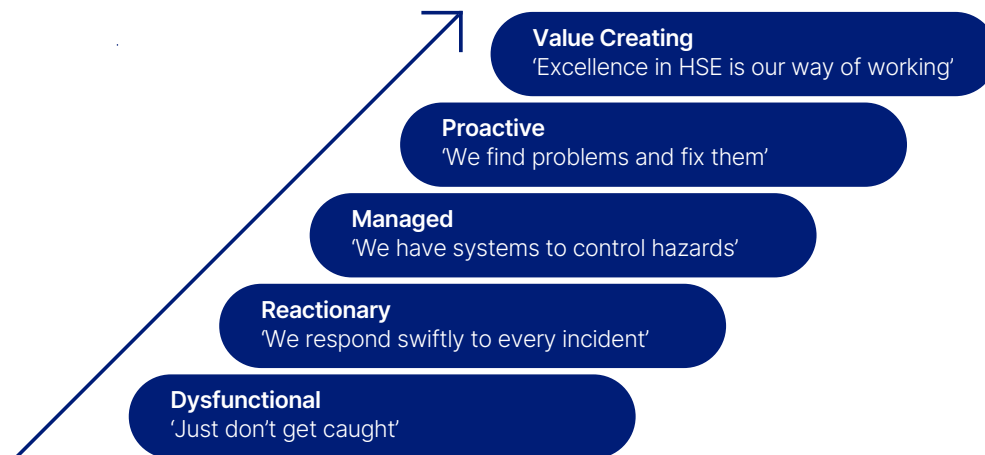 Value Creating
‘Excellence in HSE is our way of working’
Proactive
‘We find problems and fix them’
Managed
‘We have systems to control hazards’
Reactionary
‘We respond swiftly to every incident’
Dysfunctional
‘Just don’t get caught’